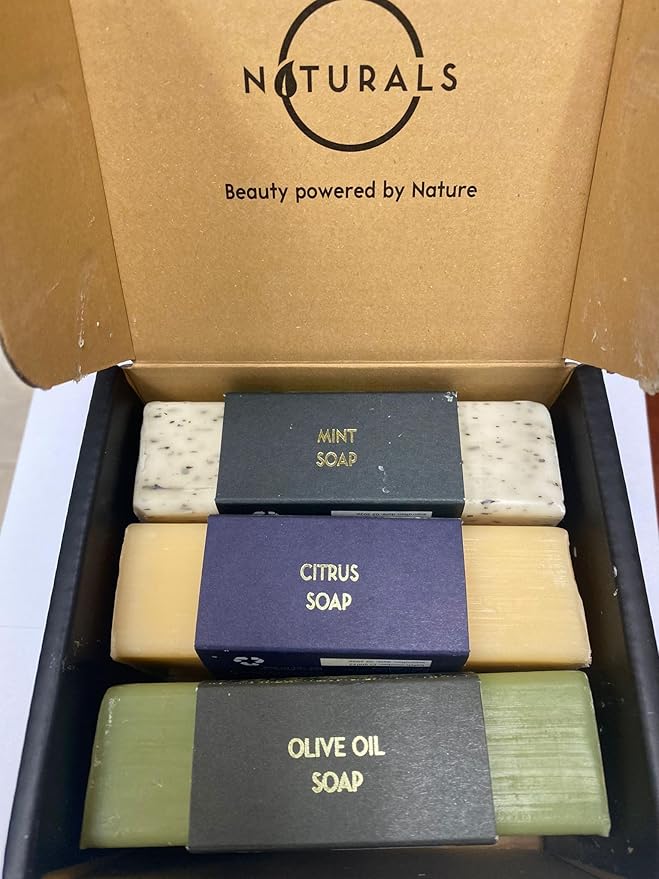 NATURALS
Beauty powered by Nature
MINT
SOAP
CITRUS
SOAP
OLIVE OIL
SOAP